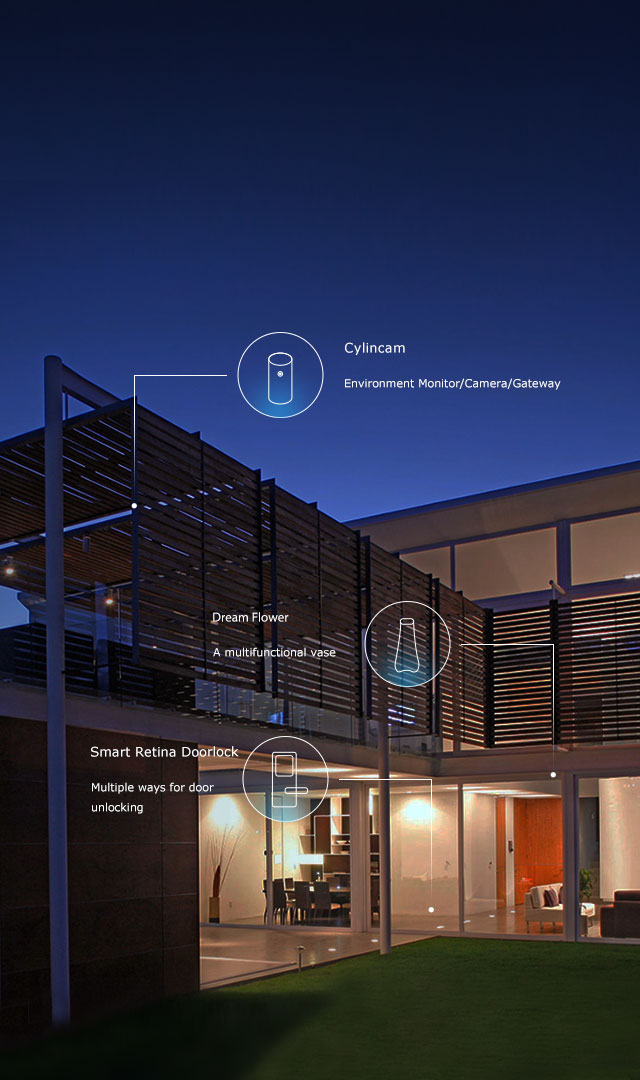 Cylincam
Environment Monitor/Camera/Gateway
Dream Flower
A multifunctional vase
Smart Retina Doorlock
Multiple ways for door
unlocking